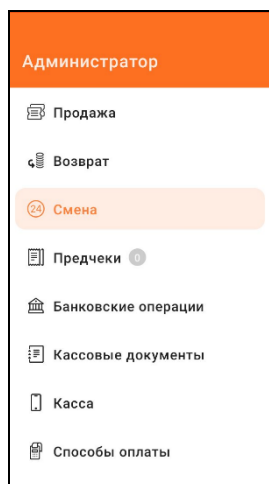 Администратор
Продажа
Возврат
24 Смена
Предчеки 0
Банковские операции
Кассовые документы
Касса
Способы оплаты